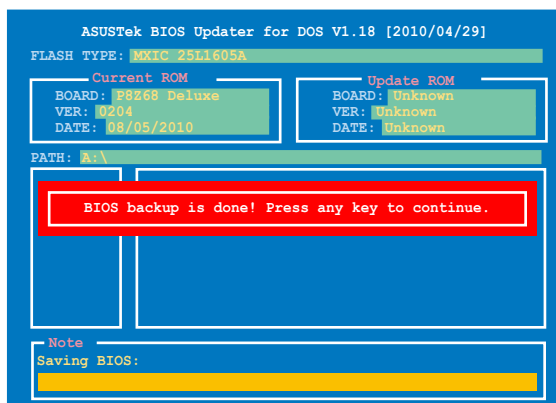 ASUSTek BIOS Updater for DOS V1.18 [2010/04/29]
FLASH TYPE: MXIC 25L1605A
Current ROM
BOARD: P8Z68 Deluxe
VER: 0204
DATE: 08/05/2010
Update ROM
BOARD: Unknown
VER: Unknown
DATE: Unknown
PATH: A:\
BIOS backup is done! Press any key to continue.
Note
Saving BIOS: